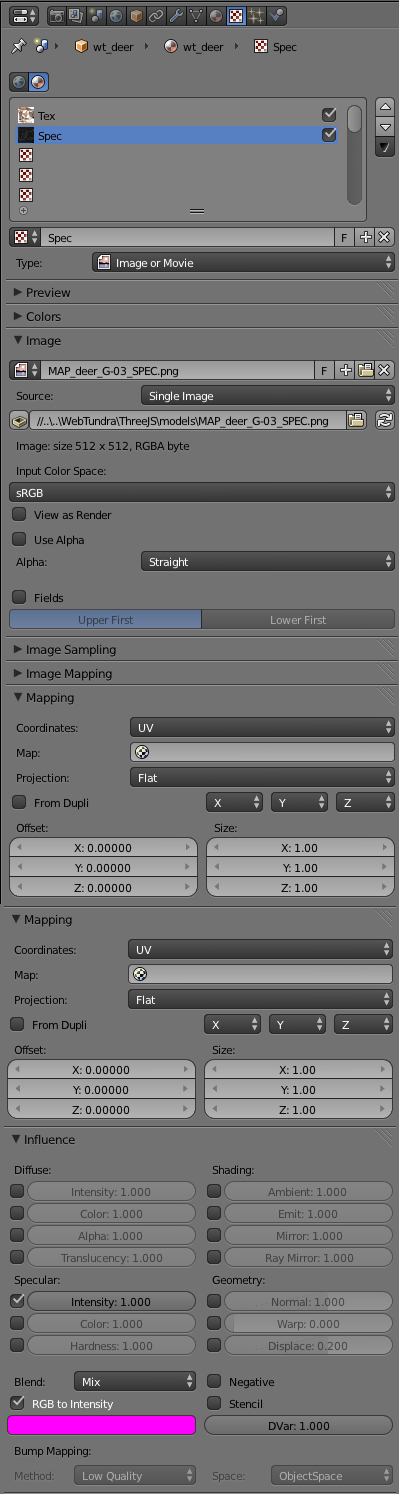 wt_deer wt_deer Spec
Tex
Spec
Spec F
Type: Image or Movie
Preview
Colors
Image
MAP_deer_G-03_SPEC.png F
Source: Single Image
//..\..\WebTundra\ThreeJS\models\MAP_deer_G-03_SPEC.png
Image: size 512 x 512, RGBA byte
Input Color Space:
sRGB
View as Render
Use Alpha
Alpha: Straight
Fields
Upper First Lower First
Image Sampling
Image Mapping
Mapping
Coordinates: UV
Map:
Projection: Flat
From Dupli X Y Z
Offset: Size:
X: 0.00000 X: 1.00
Y: 0.00000 Y: 1.00
Z: 0.00000 Z: 1.00
Mapping
Coordinates: UV
Map:
Projection: Flat
From Dupli X Y Z
Offset: Size:
X: 0.00000 X: 1.00
Y: 0.00000 Y: 1.00
Z: 0.00000 Z: 1.00
Influence
Diffuse: Shading:
Intensity: 1.000 Ambient: 1.000
Color: 1.000 Emit: 1.000
Alpha: 1.000 Mirror: 1.000
Translucency: 1.000 Ray Mirror: 1.000
Specular: Geometry:
Intensity: 1.000 Normal: 1.000
Color: 1.000 Warp: 0.000
Hardness: 1.000 Displace: 0.200
Blend: Mix Negative
RGB to Intensity Stencil
DVar: 1.000
Bump Mapping:
Method: Low Quality Space: ObjectSpace